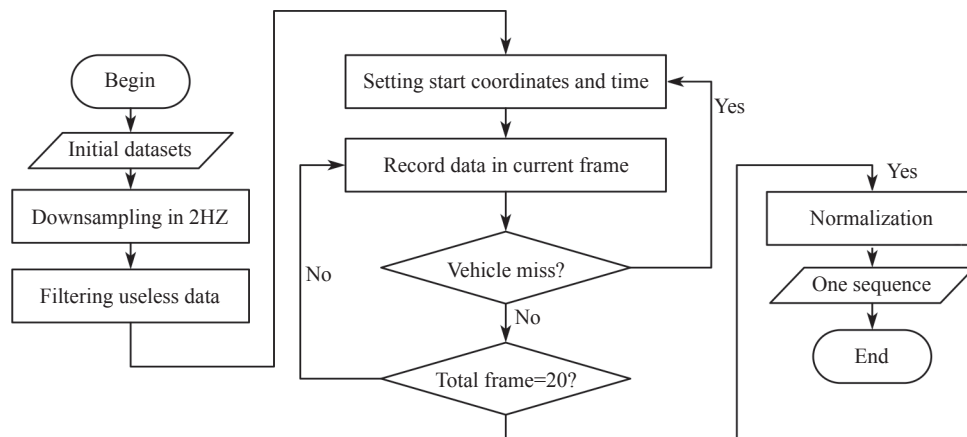 Begin
Initial datasets
Downsampling in 2HZ
Filtering useless data
Setting start coordinates and time
Yes
Record data in current frame
Vehicle miss?
No
No
Total frame=20?
Yes
Normalization
One sequence
End